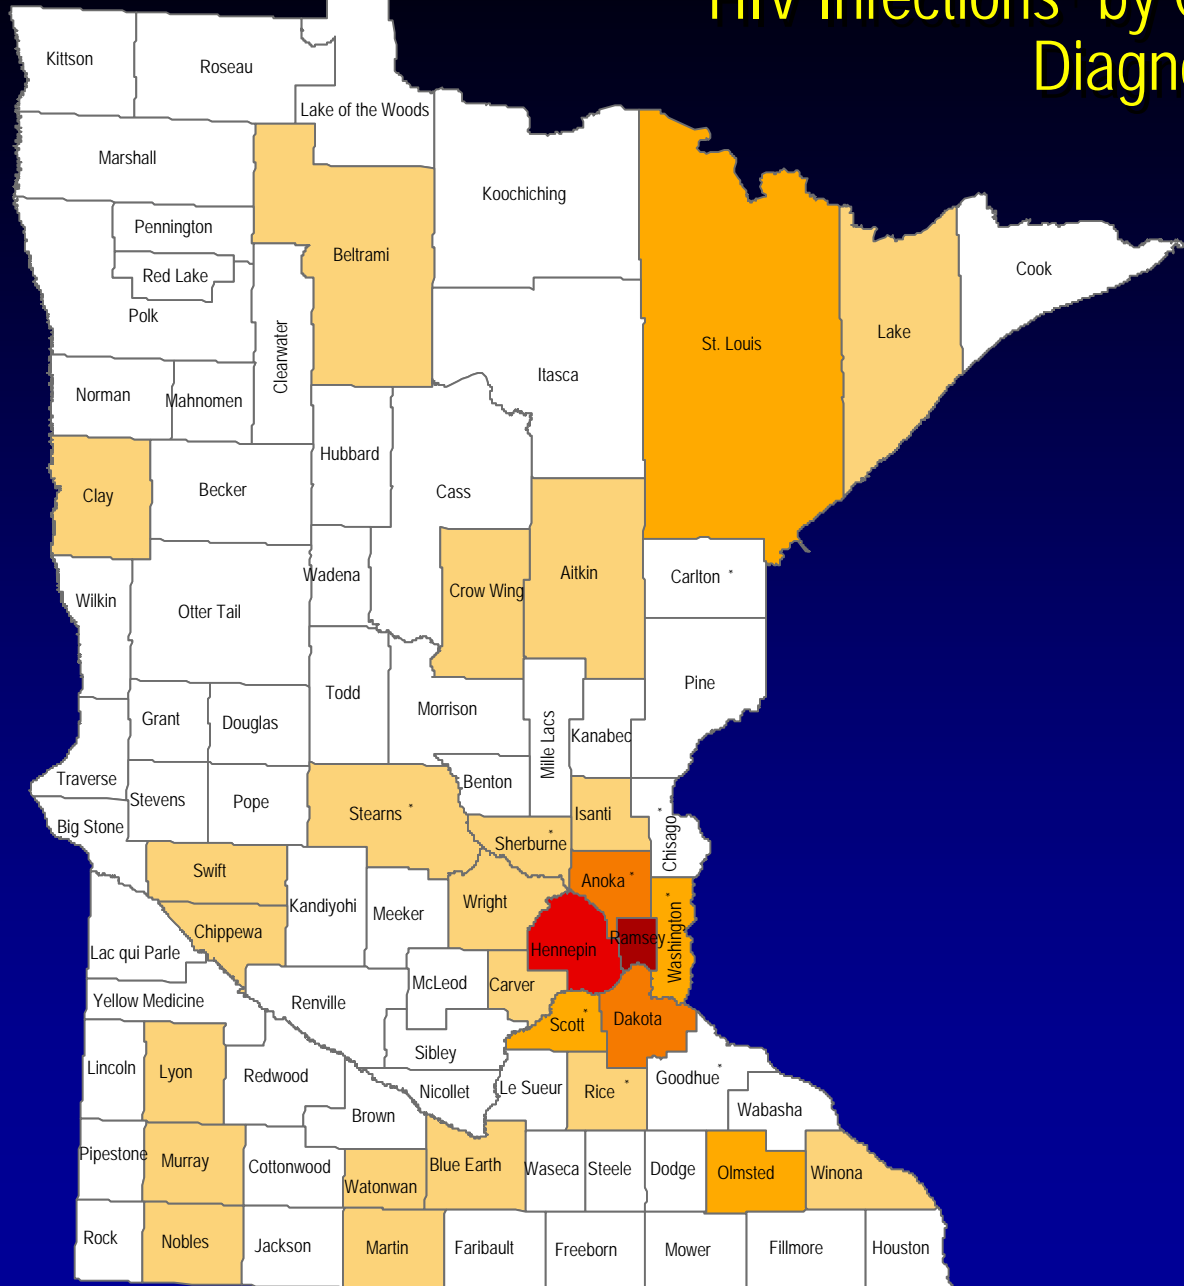 HIV Infections* by
Diagn
Kittson
Roseau
Lake of the Woods
Marshall
Koochiching
Pennington
Beltrami
Red Lake
Cook
Polk
Lake
St. Louis
Clearwater
Itasca
Norman
Mahnomen
Hubbard
Becker
Cass
Clay
Aitkin
Wadena
Carlton *
Crow Wing
Wilkin
Otter Tail
Pine
Todd
Morrison
Grant
Douglas
Mille Lacs
Kanabec
Traverse
Benton
Stevens
Pope
Stearns *
Isanti
Big Stone
Sherburne *
Chisago *
Swift
Anoka *
Wright
Kandiyohi
Meeker
Chippewa
Ramsey
Washington *
Hennepin
Lac qui Parle
McLeod
Carver
Yellow Medicine
Renville
Dakota
Scott *
Sibley
Lincoln
Lyon
Redwood
Goodhue *
Nicollet
Le Sueur
Rice *
Brown
Wabasha
Pipestone
Murray
Cottonwood
Blue Earth
Waseca
Steele
Dodge
Olmsted
Winona
Watonwan
Rock
Nobles
Jackson
Martin
Faribault
Freeborn
Mower
Fillmore
Houston